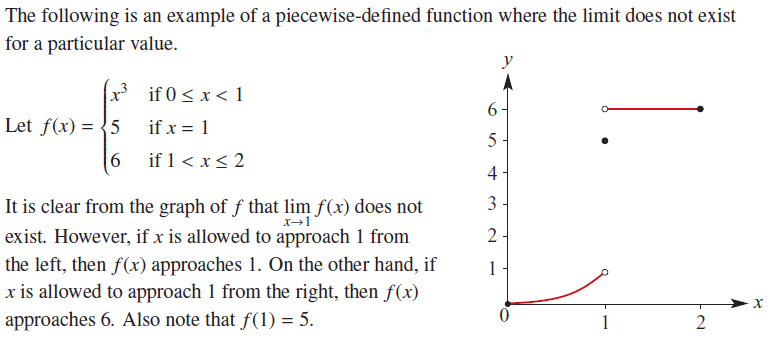 The following is an example of a piecewise-defined function where the limit does not exist
for a particular value.
Let f(x) = { x³ if 0 ≤ x < 1
5 if x = 1
6 if 1 < x ≤ 2
It is clear from the graph of f that lim x→1 f(x) does not
exist. However, if x is allowed to approach 1 from
the left, then f(x) approaches 1. On the other hand, if
x is allowed to approach 1 from the right, then f(x)
approaches 6. Also note that f(1) = 5.
y
6
5
4
3
2
1
0 1 2 x